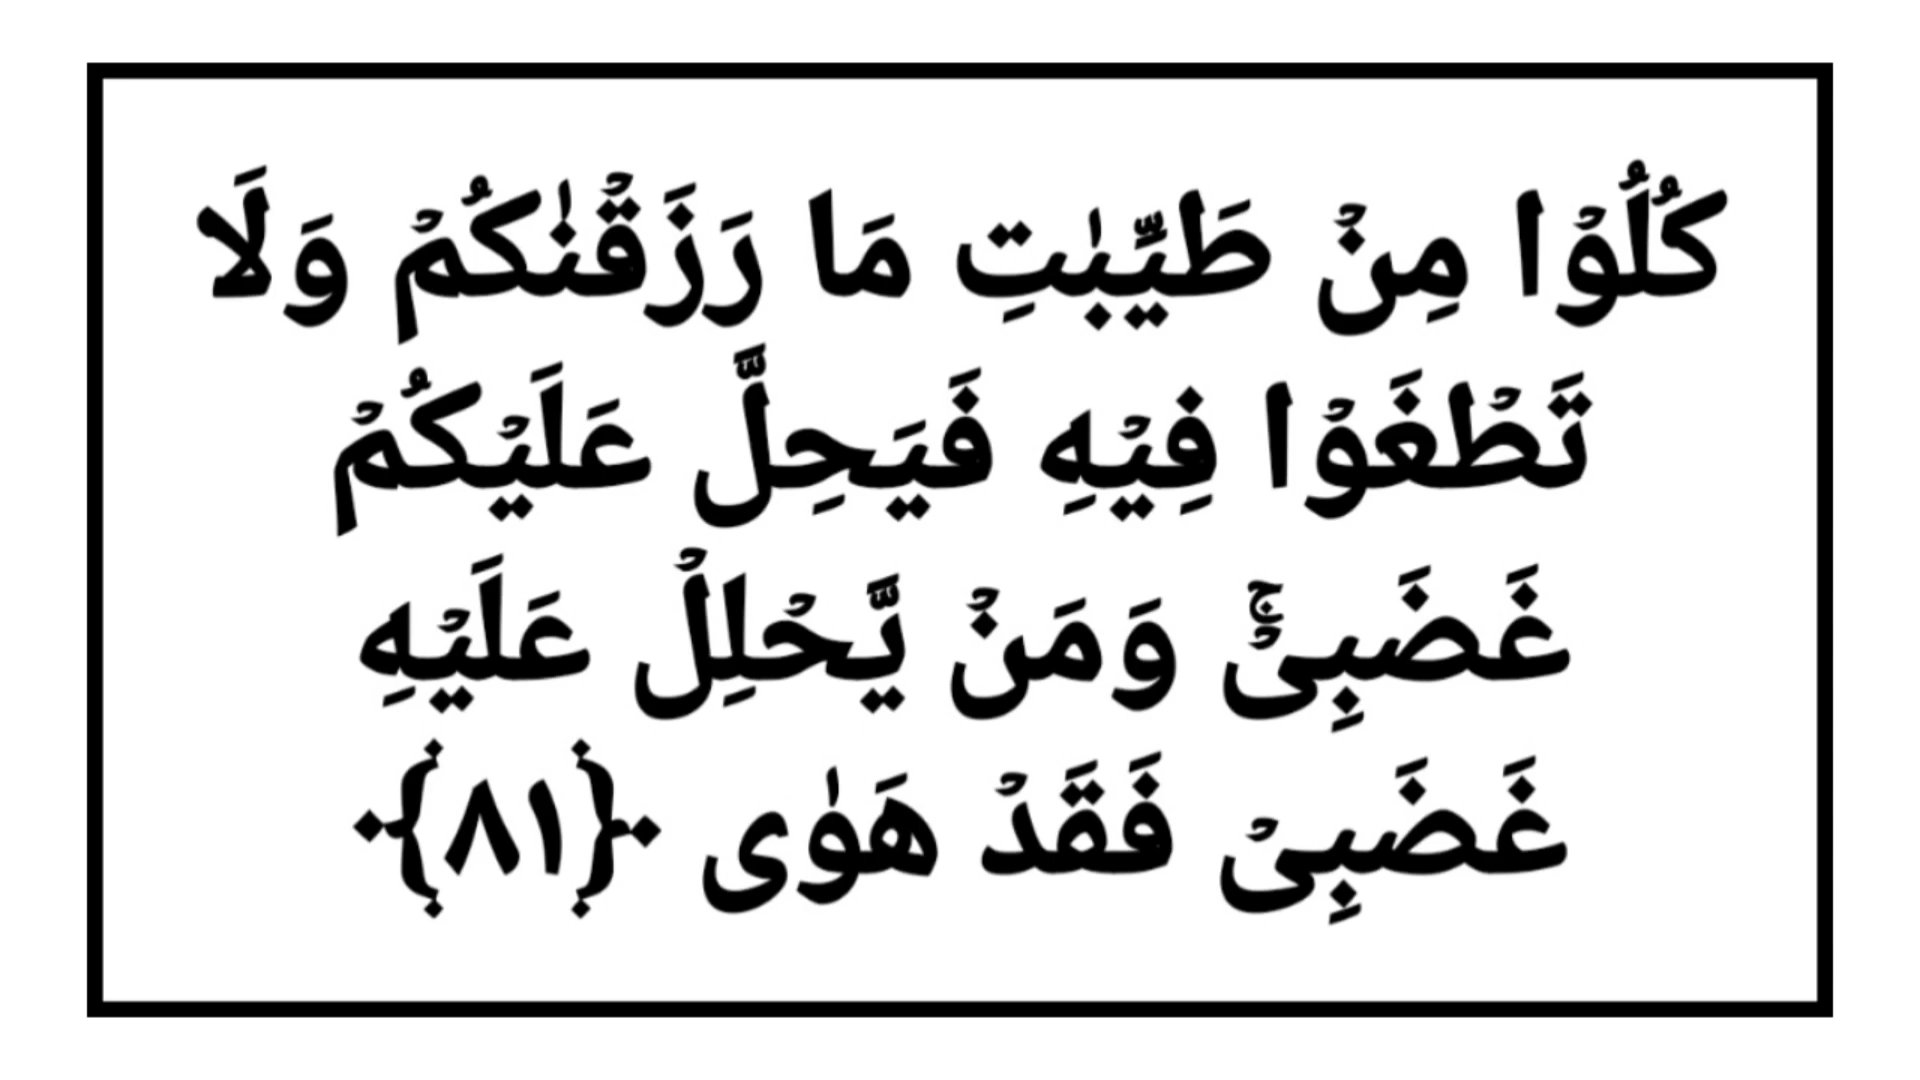 كُلُوۡا مِنۡ طَيِّبٰتِ مَا رَزَقۡنٰكُمۡ وَلَا
تَطۡغَوۡا فِيۡهِ فَيَحِلَّ عَلَيۡكُمۡ
غَضَبِىۡ‌ۚ وَمَنۡ يَّحۡلِلۡ عَلَيۡهِ
غَضَبِىۡ فَقَدۡ هَوٰى ﴿٨١﴾